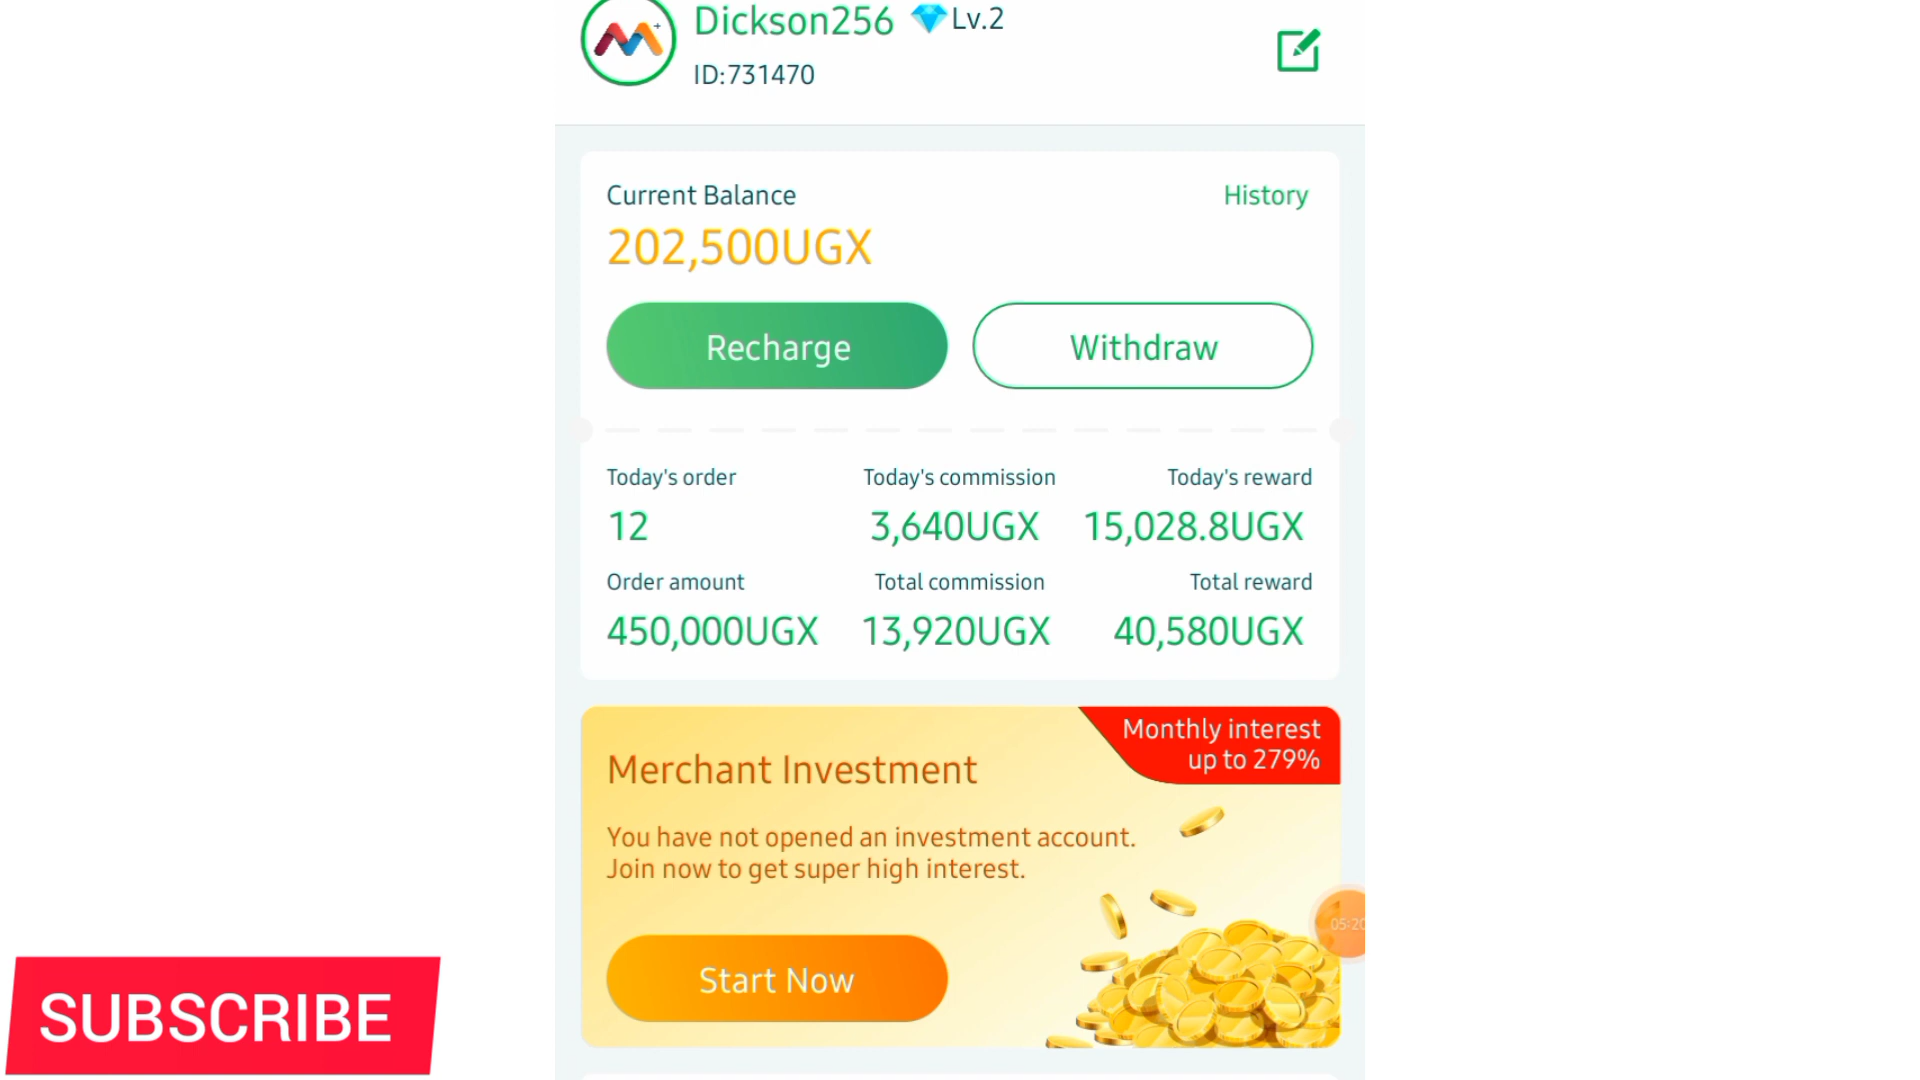 Dickson256 Lv.2
ID:731470
Current Balance History
202,500UGX
Recharge Withdraw
Today's order Today's commission Today's reward
12 3,640UGX 15,028.8UGX
Order amount Total commission Total reward
450,000UGX 13,920UGX 40,580UGX
Monthly interest
up to 279%
Merchant Investment
You have not opened an investment account.
Join now to get super high interest.
05:20
Start Now
SUBSCRIBE